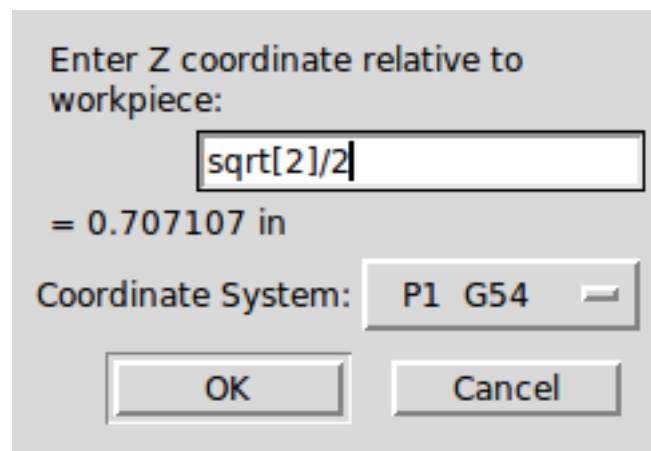 Enter Z coordinate relative to
workpiece:
sqrt[2]/2
= 0.707107 in
Coordinate System: P1 G54
OK Cancel